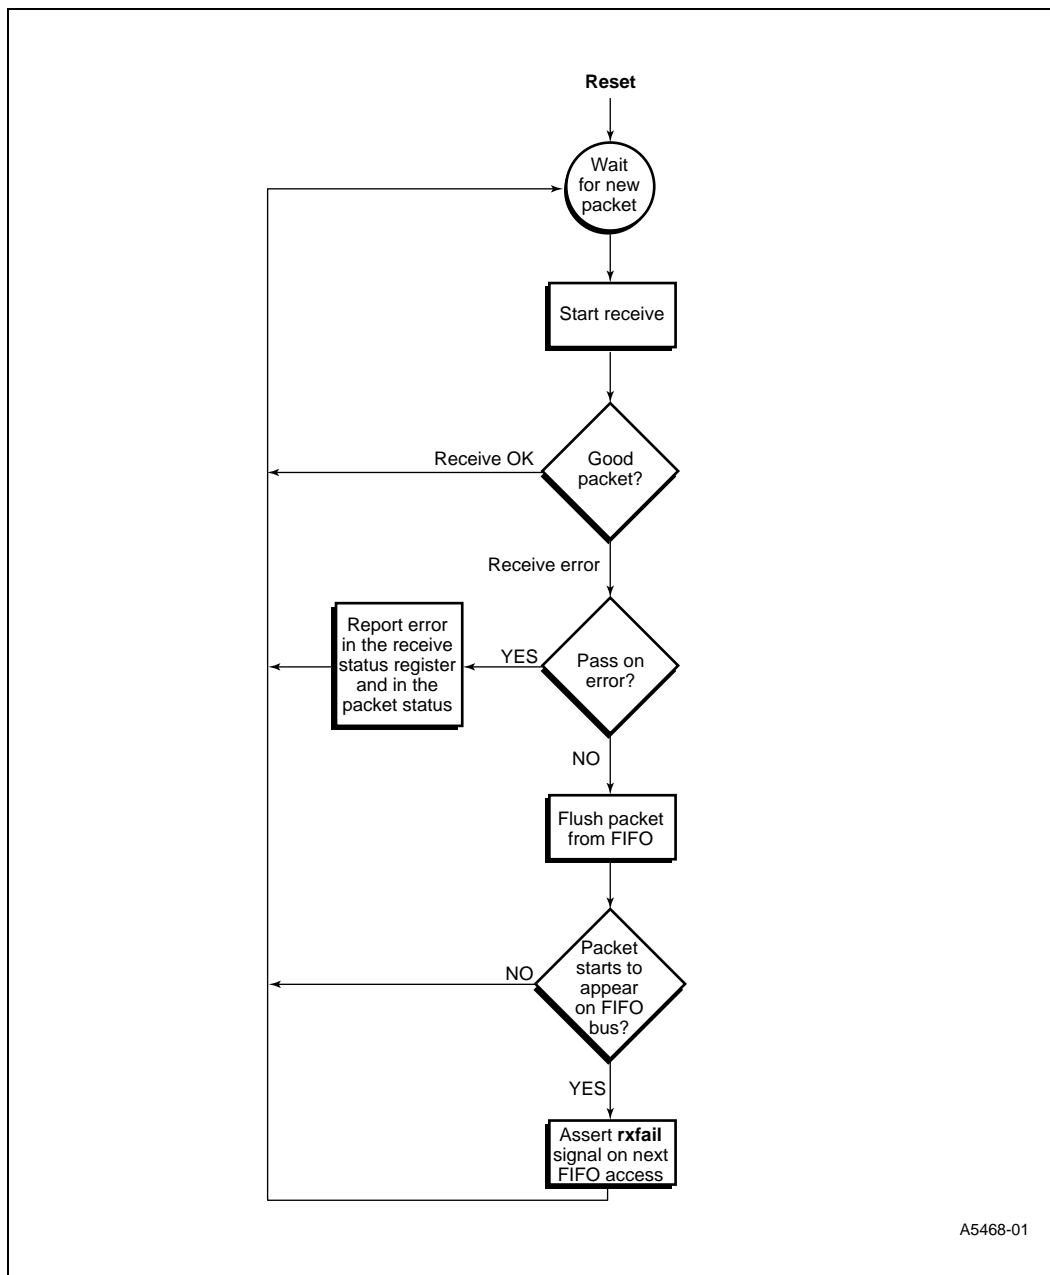 Reset
Wait
for new
packet
Start receive
Receive OK
Good
packet?
Receive error
Report error
in the receive
status register
and in the
packet status
YES
Pass on
error?
NO
Flush packet
from FIFO
NO
Packet
starts to
appear
on FIFO
bus?
YES
Assert rxfail
signal on next
FIFO access
A5468-01